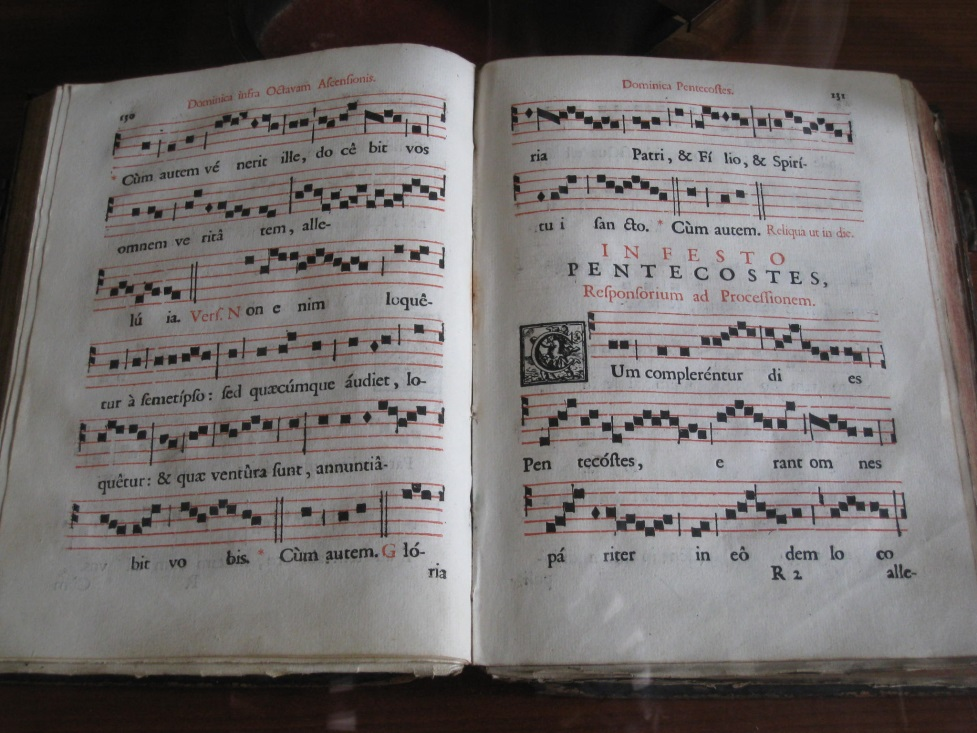 Dominica infra Octavam Ascensionis.
130
* Cùm autem vé nerit ille, do cê bit vos
omnem ve ritâ tem, alle-
lú ia. Vers. N on e nim loquê-
tur à semetípso: sed quæcúmque áudiet, lo-
quêtur: & quæ ventûra sunt, annuntiâ-
bit vo bis. * Cùm autem. G ló-
ria
Dominica Pentecostes.
131
ria Patri, & Fí lio, & Spirí-
tu i san cto. * Cùm autem. Reliqua ut in die.
IN FESTO
PENTECOSTES,
Responsorium ad Processionem.
C Um compleréntur di es
Pen tecóstes, e rant om nes
pá riter in eô dem lo co
R 2 alle-